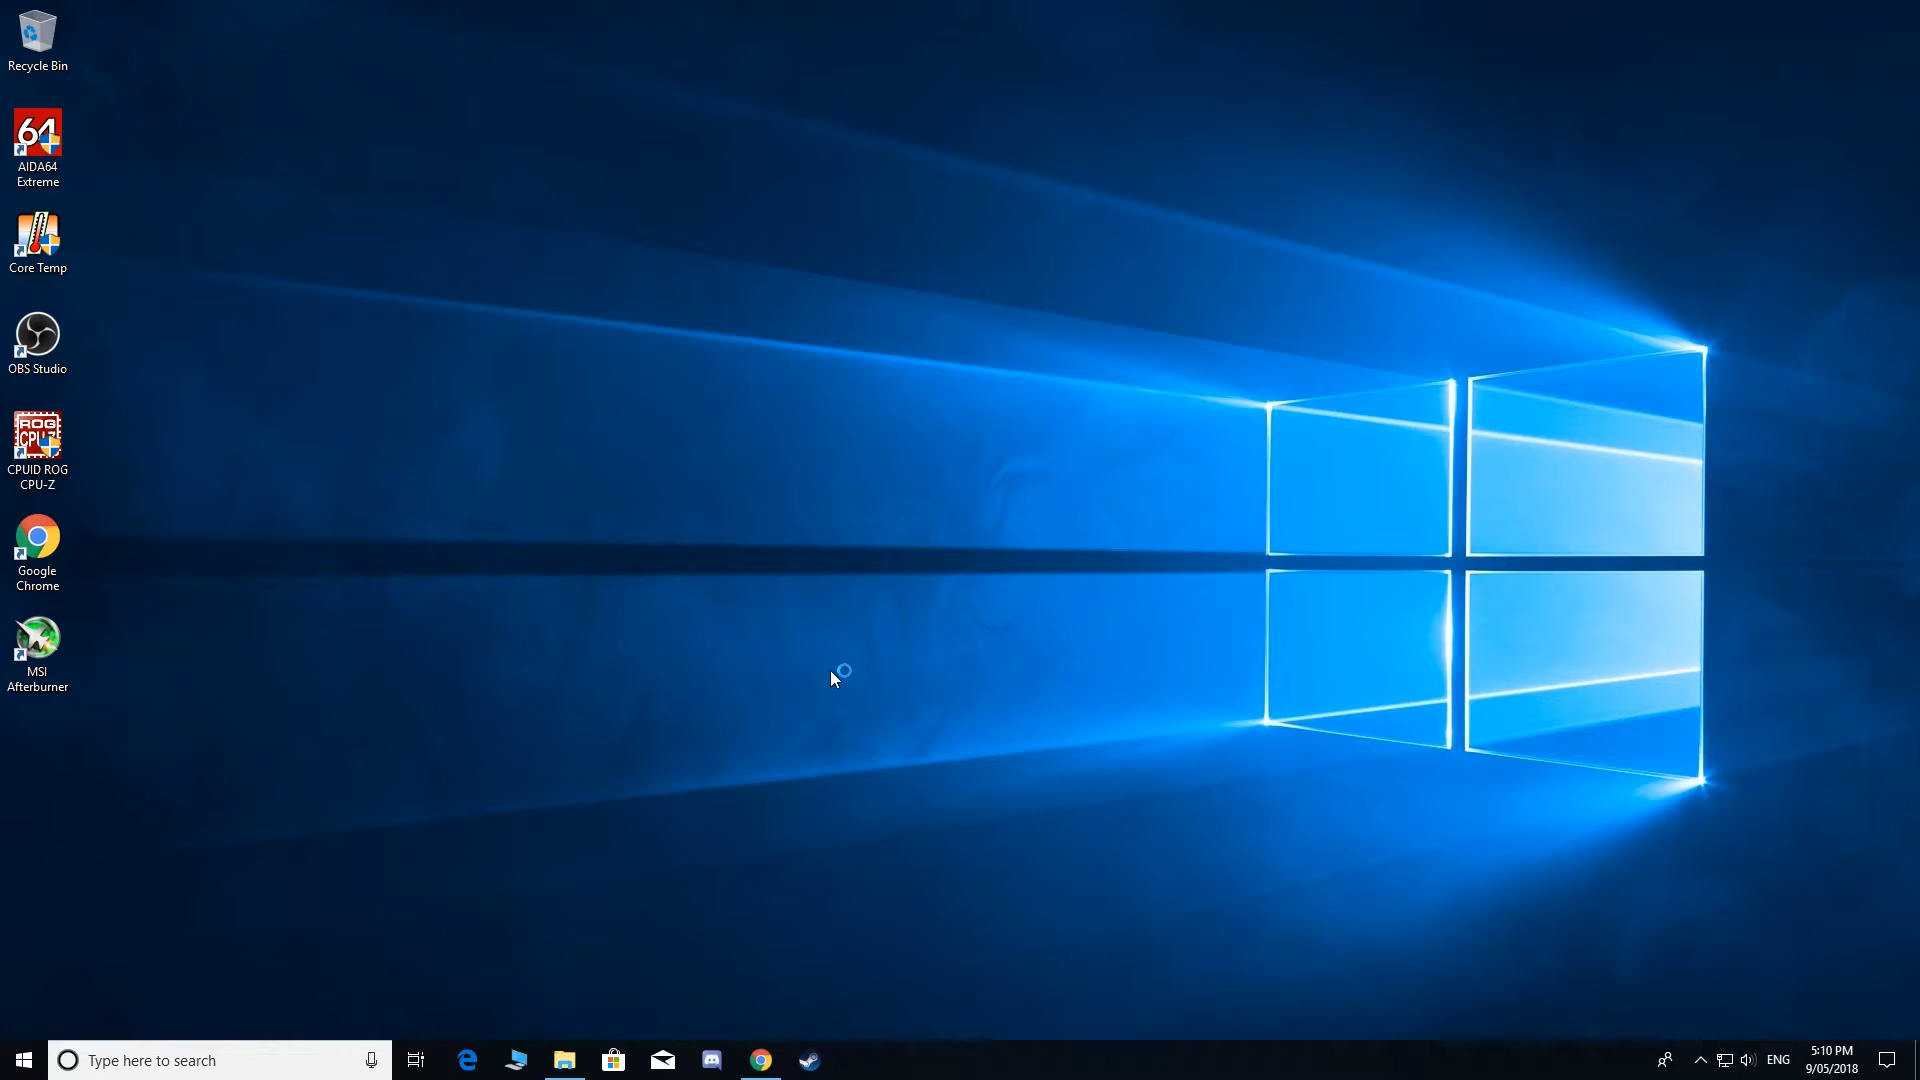 Recycle Bin
64
AIDA64
Extreme
Core Temp
OBS Studio
ROG
CPU-Z
CPUID ROG
CPU-Z
Google
Chrome
MSI
Afterburner
Type here to search
ENG
5:10 PM
9/05/2018